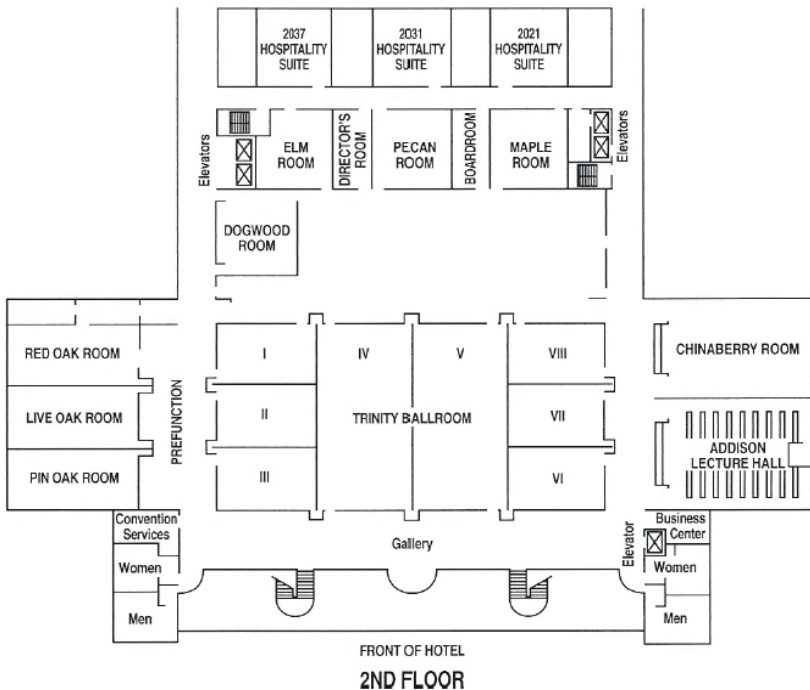 2037
HOSPITALITY
SUITE
2031
HOSPITALITY
SUITE
2021
HOSPITALITY
SUITE
Elevators
ELM
ROOM
DIRECTOR'S
ROOM
PECAN
ROOM
BOARDROOM
MAPLE
ROOM
Elevators
DOGWOOD
ROOM
RED OAK ROOM
I
IV
V
VIII
CHINABERRY ROOM
PREFUNCTION
LIVE OAK ROOM
II
TRINITY BALLROOM
VII
ADDISON
LECTURE HALL
PIN OAK ROOM
III
VI
Convention
Services
Gallery
Elevator
Business
Center
Women
Women
Men
Men
FRONT OF HOTEL
2ND FLOOR